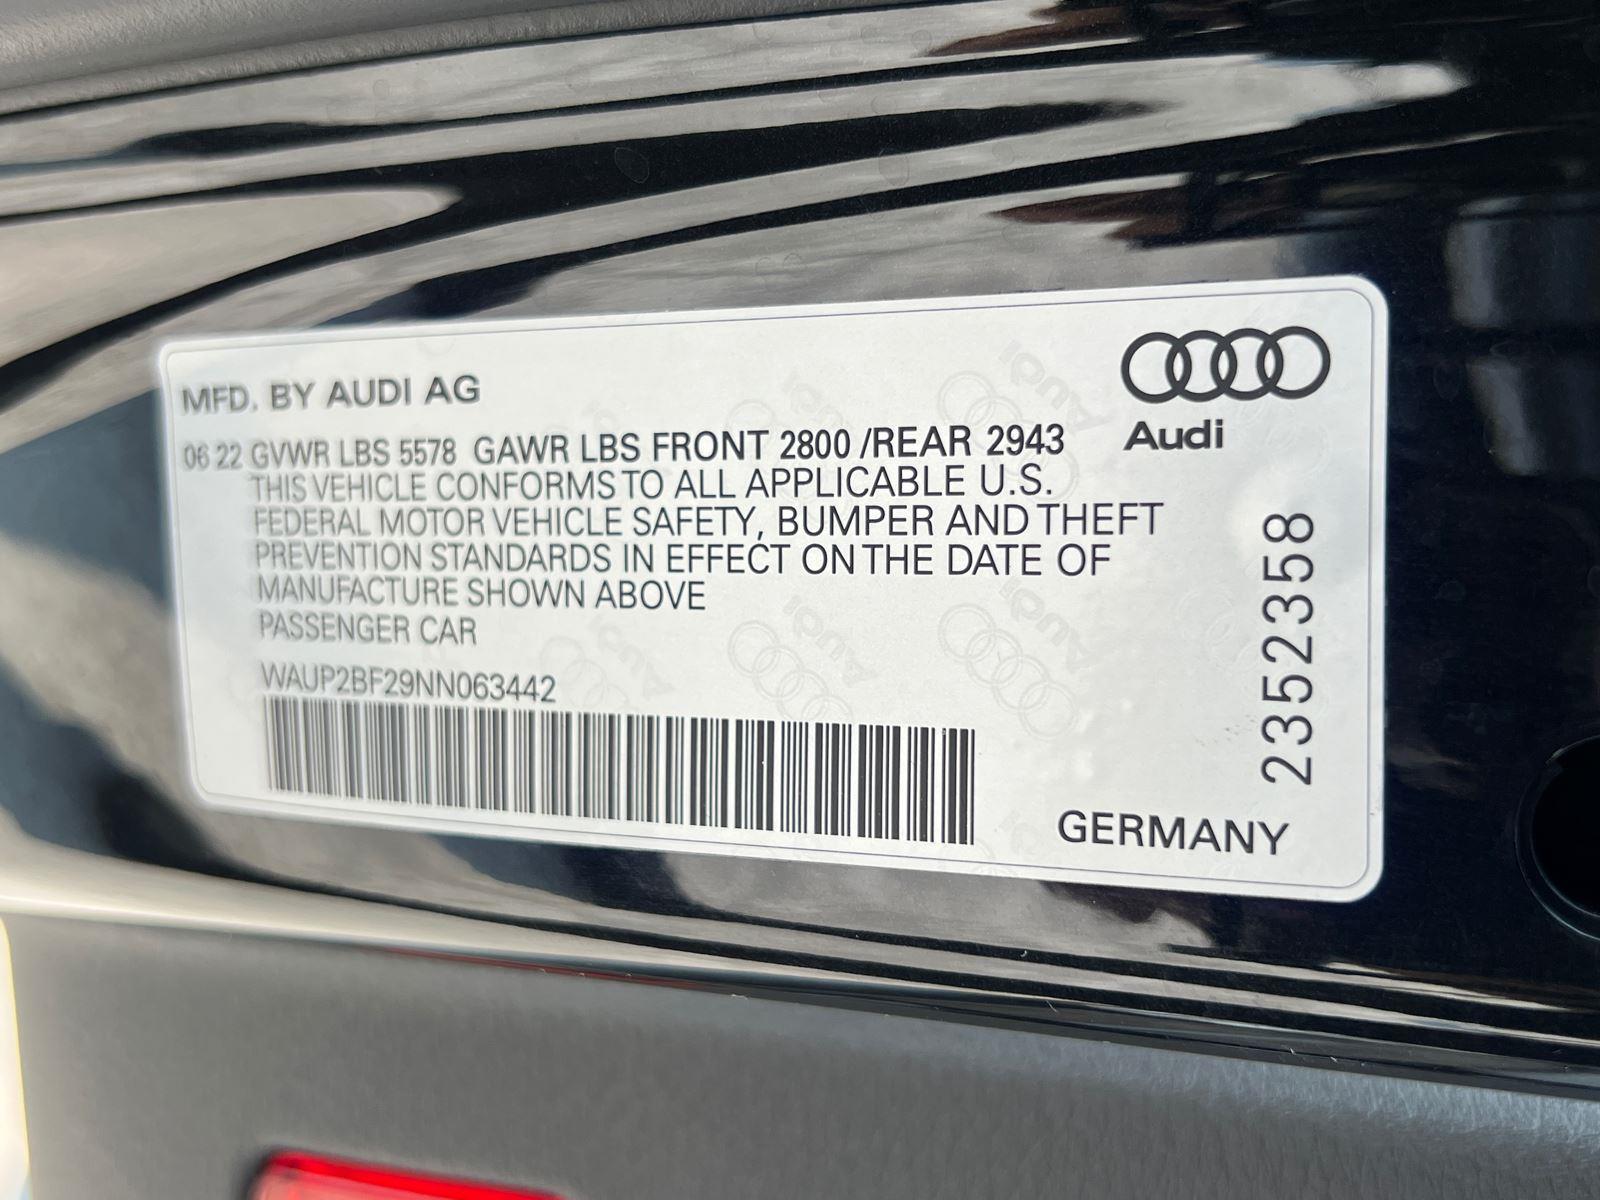 MFD. BY AUDI AG
Audi
06 22 GVWR LBS 5578 GAWR LBS FRONT 2800 /REAR 2943
THIS VEHICLE CONFORMS TO ALL APPLICABLE U.S.
FEDERAL MOTOR VEHICLE SAFETY, BUMPER AND THEFT
PREVENTION STANDARDS IN EFFECT ON THE DATE OF
MANUFACTURE SHOWN ABOVE
PASSENGER CAR
WAUP2BF29NN063442
2352358
GERMANY